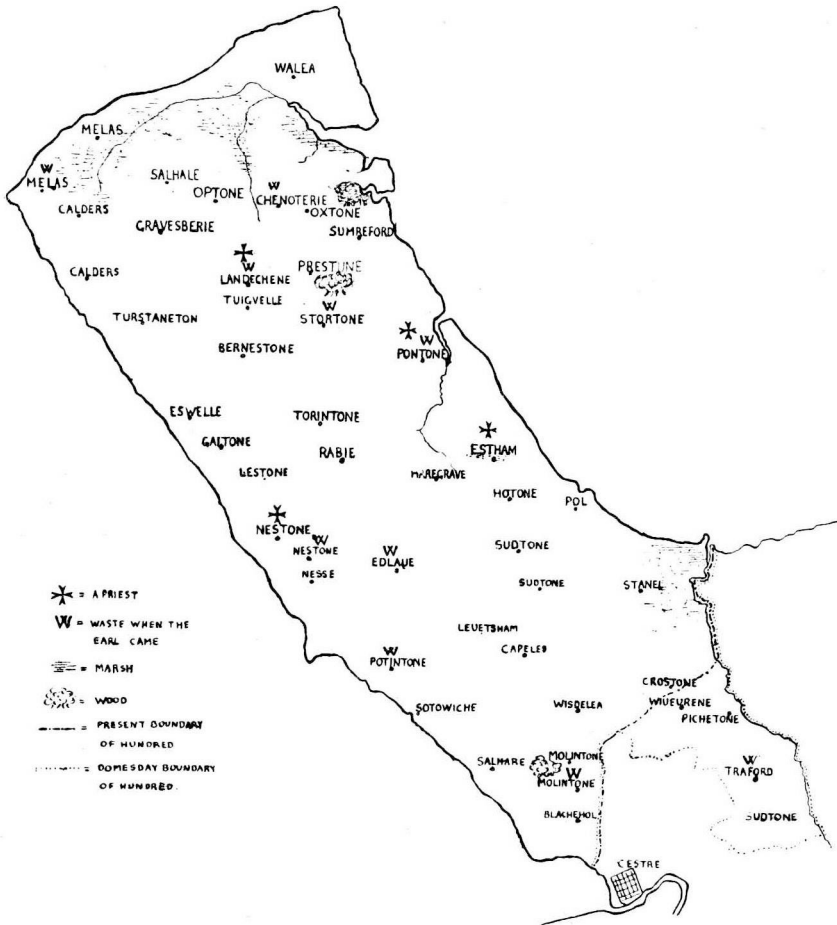 WALEA
MELAS
W
MELAS
SALHALE
OPTONE
W
CHENOTERIE
CALDERS
OXTONE
GRAVESBERIE
SUMREFORD
W
LANDECHENE
PRESTUNE
CALDERS
TUIGVELLE
W
STORTONE
TURSTANETON
W
PONTONE
BERNESTONE
ESWELLE
TORINTONE
GAITONE
RABIE
ESTHAM
LESTONE
MAREGRAVE
HOTONE
POL
NESTONE
W
NESTONE
W
EDLAUE
SUDTONE
NESSE
SUDTONE
STANEL
LEUETSHAM
CAPELES
W
POTINTONE
CROSTONE
SOTOWICHE
WISDELEA
WIUEURENE
PICHETONE
SALHARE
MOLINTONE
W
MOLINTONE
W
TRAFORD
BLACHEHOL
SUDTONE
CESTRE
= A PRIEST
W = WASTE WHEN THE
EARL CAME
= MARSH
= WOOD
= PRESENT BOUNDARY
OF HUNDRED
= DOMESDAY BOUNDARY
OF HUNDRED.